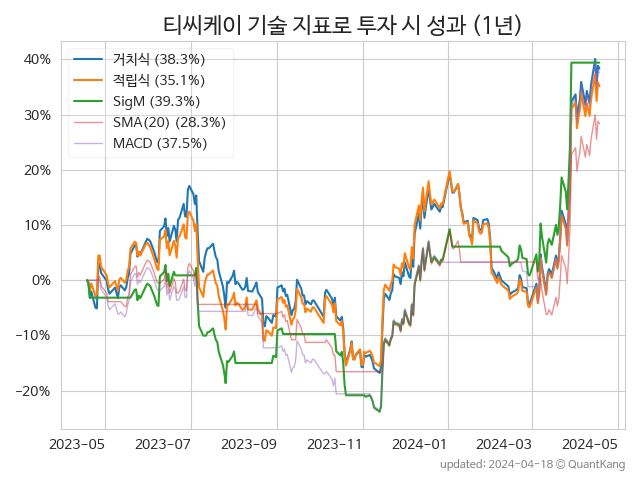 티씨케이 기술 지표로 투자 시 성과 (1년)
거치식 (38.3%)
적립식 (35.1%)
SigM (39.3%)
SMA(20) (28.3%)
MACD (37.5%)
40%
30%
20%
10%
0%
−10%
−20%
2023-05 2023-07 2023-09 2023-11 2024-01 2024-03 2024-05
updated: 2024-04-18 © QuantKang